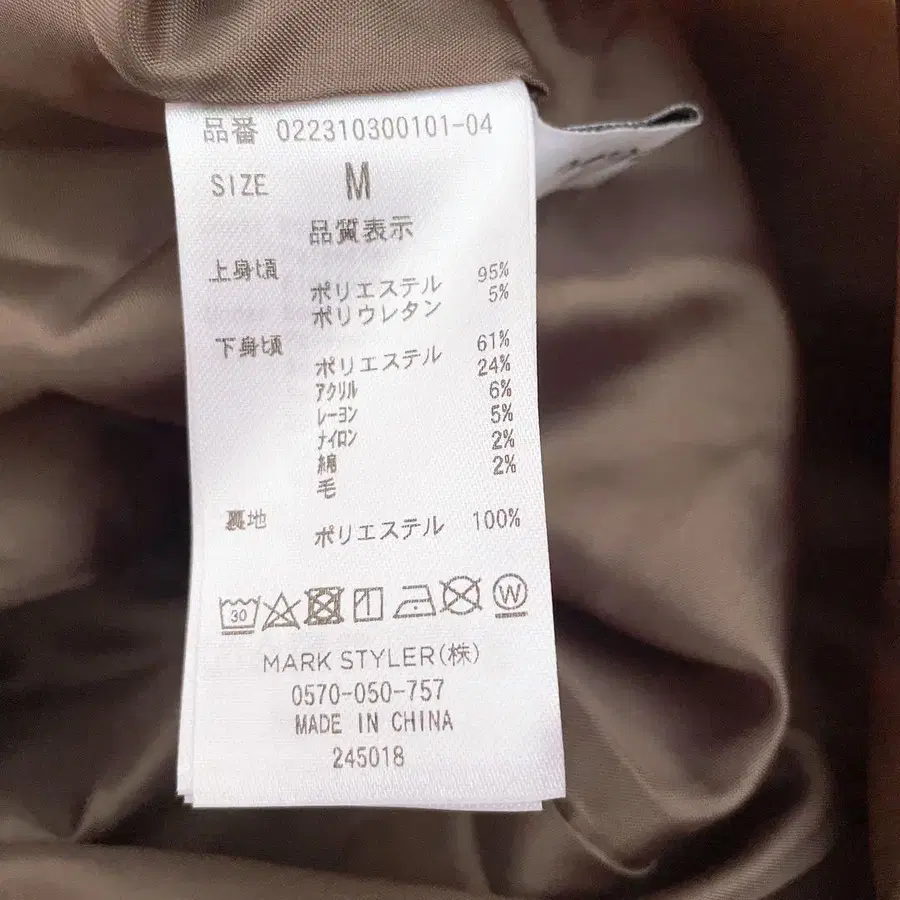 品番 022310300101-04
SIZE M
品質表示
上身頃
ポリエステル 95%
ポリウレタン 5%
下身頃
ポリエステル 61%
アクリル 24%
レーヨン 6%
ナイロン 5%
綿 2%
毛 2%
裏地
ポリエステル 100%
30 W
MARK STYLER(株)
0570-050-757
MADE IN CHINA
245018